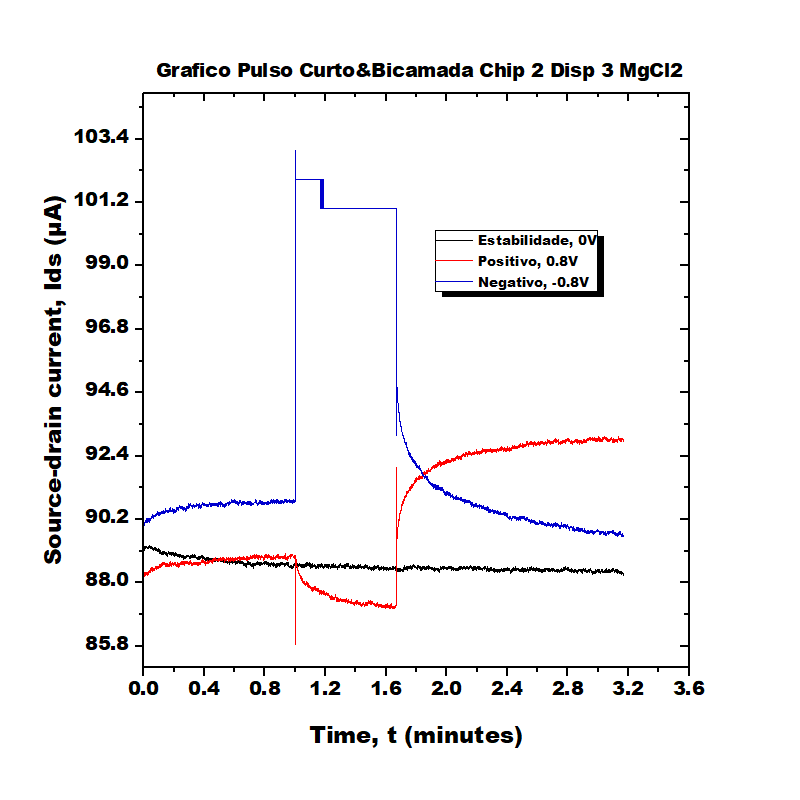 Grafico Pulso Curto&Bicamada Chip 2 Disp 3 MgCl2
Source-drain current, Ids (µA)
103.4
101.2
99.0
96.8
94.6
92.4
90.2
88.0
85.8
Estabilidade, 0V
Positivo, 0.8V
Negativo, -0.8V
0.0 0.4 0.8 1.2 1.6 2.0 2.4 2.8 3.2 3.6
Time, t (minutes)